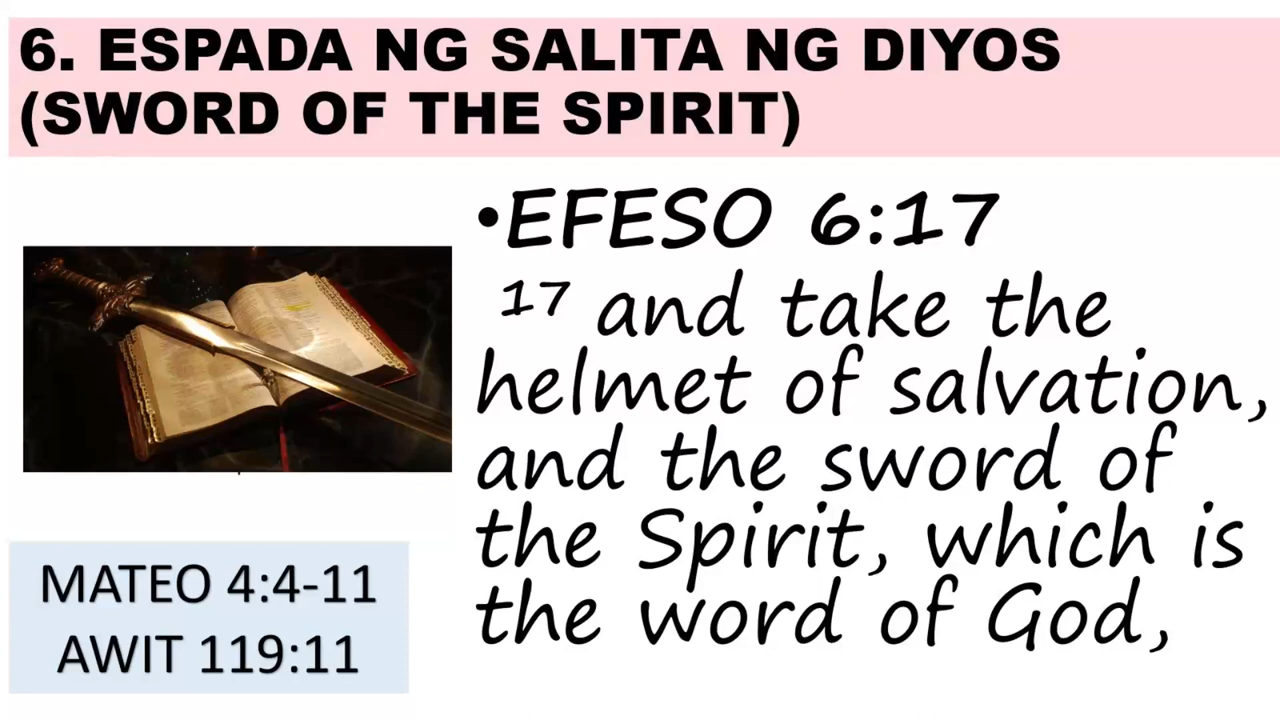 6. ESPADA NG SALITA NG DIYOS
(SWORD OF THE SPIRIT)
•EFESO 6:17
17 and take the
helmet of salvation,
and the sword of
the Spirit, which is
the word of God,
MATEO 4:4-11
AWIT 119:11